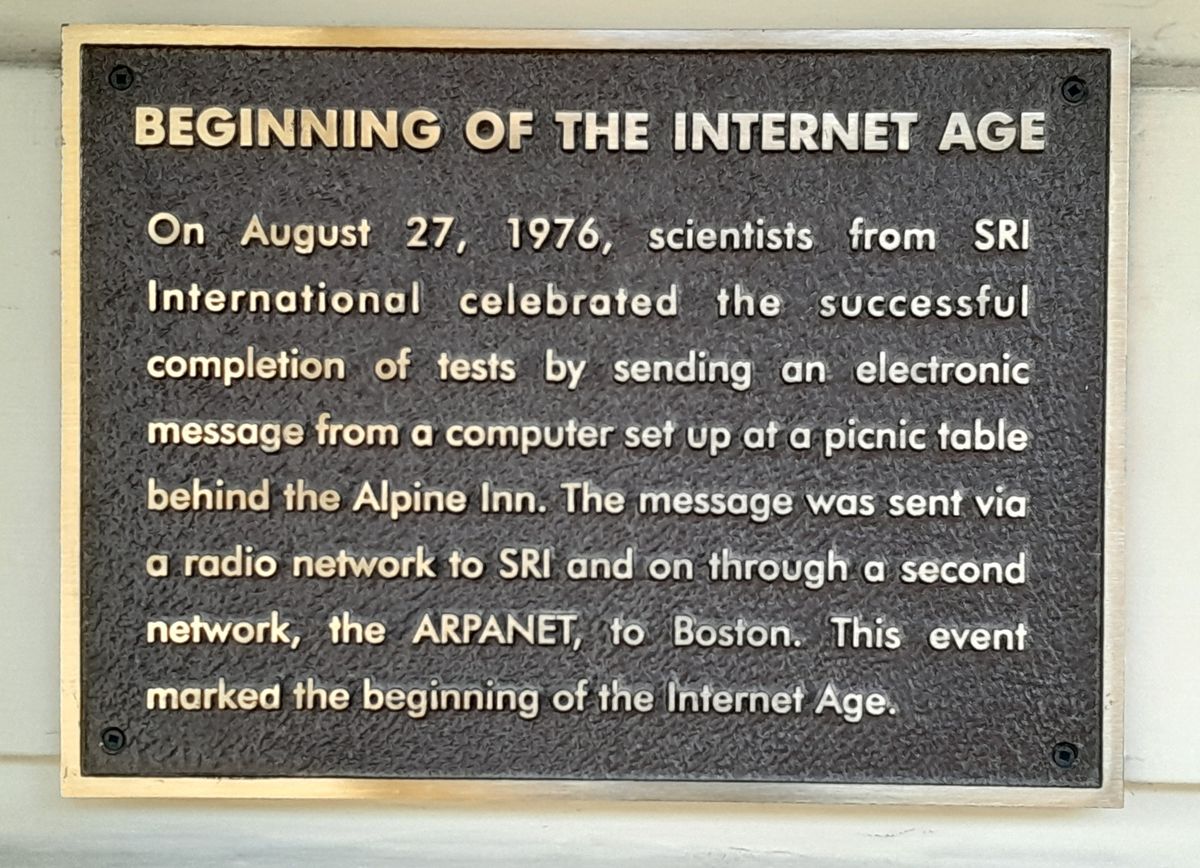 BEGINNING OF THE INTERNET AGE
On August 27, 1976, scientists from SRI
International celebrated the successful
completion of tests by sending an electronic
message from a computer set up at a picnic table
behind the Alpine Inn. The message was sent via
a radio network to SRI and on through a second
network, the ARPANET, to Boston. This event
marked the beginning of the Internet Age.